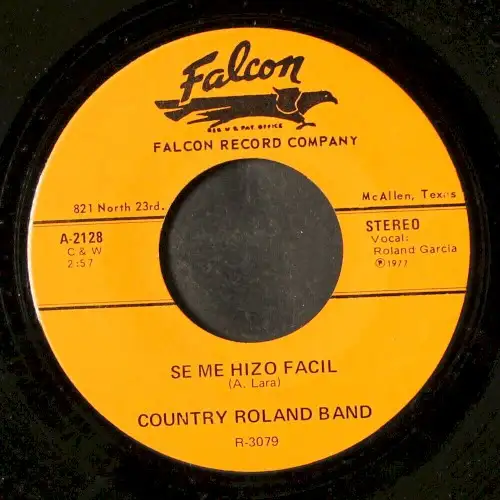 Falcon
REG U S PAT. OFFICE
FALCON RECORD COMPANY
821 North 23rd.
McAllen, Texas
A-2128
C & W
2:57
STEREO
Vocal:
Roland Garcia
℗1977
SE ME HIZO FACIL
(A. Lara)
COUNTRY ROLAND BAND
R-3079